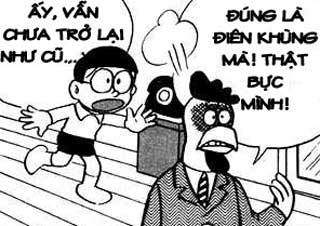 ẤY, VẪN
CHƯA TRỞ LẠI
NHƯ CŨ...
ĐÚNG LÀ
ĐIÊN KHÙNG
MÀ! THẬT
BỰC
MÌNH!